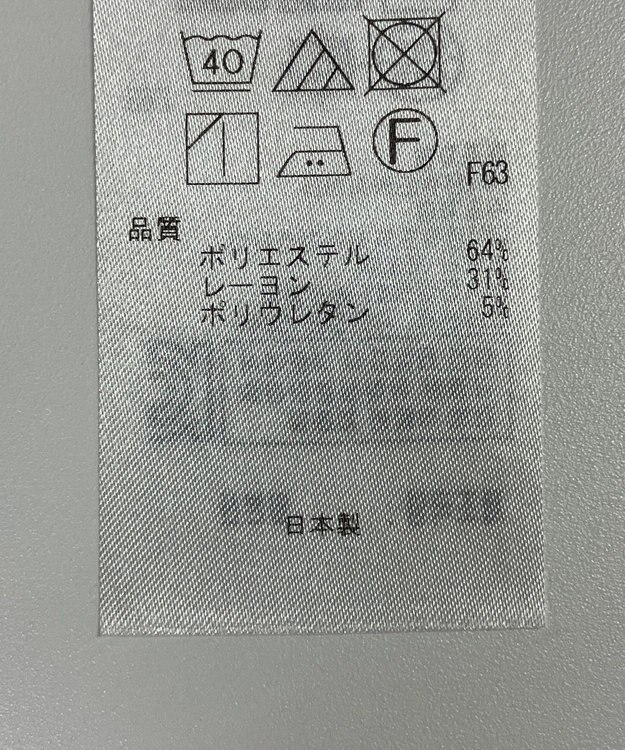 40
F
F63
品質
ポリエステル 64%
レーヨン 31%
ポリウレタン 5%
日本製